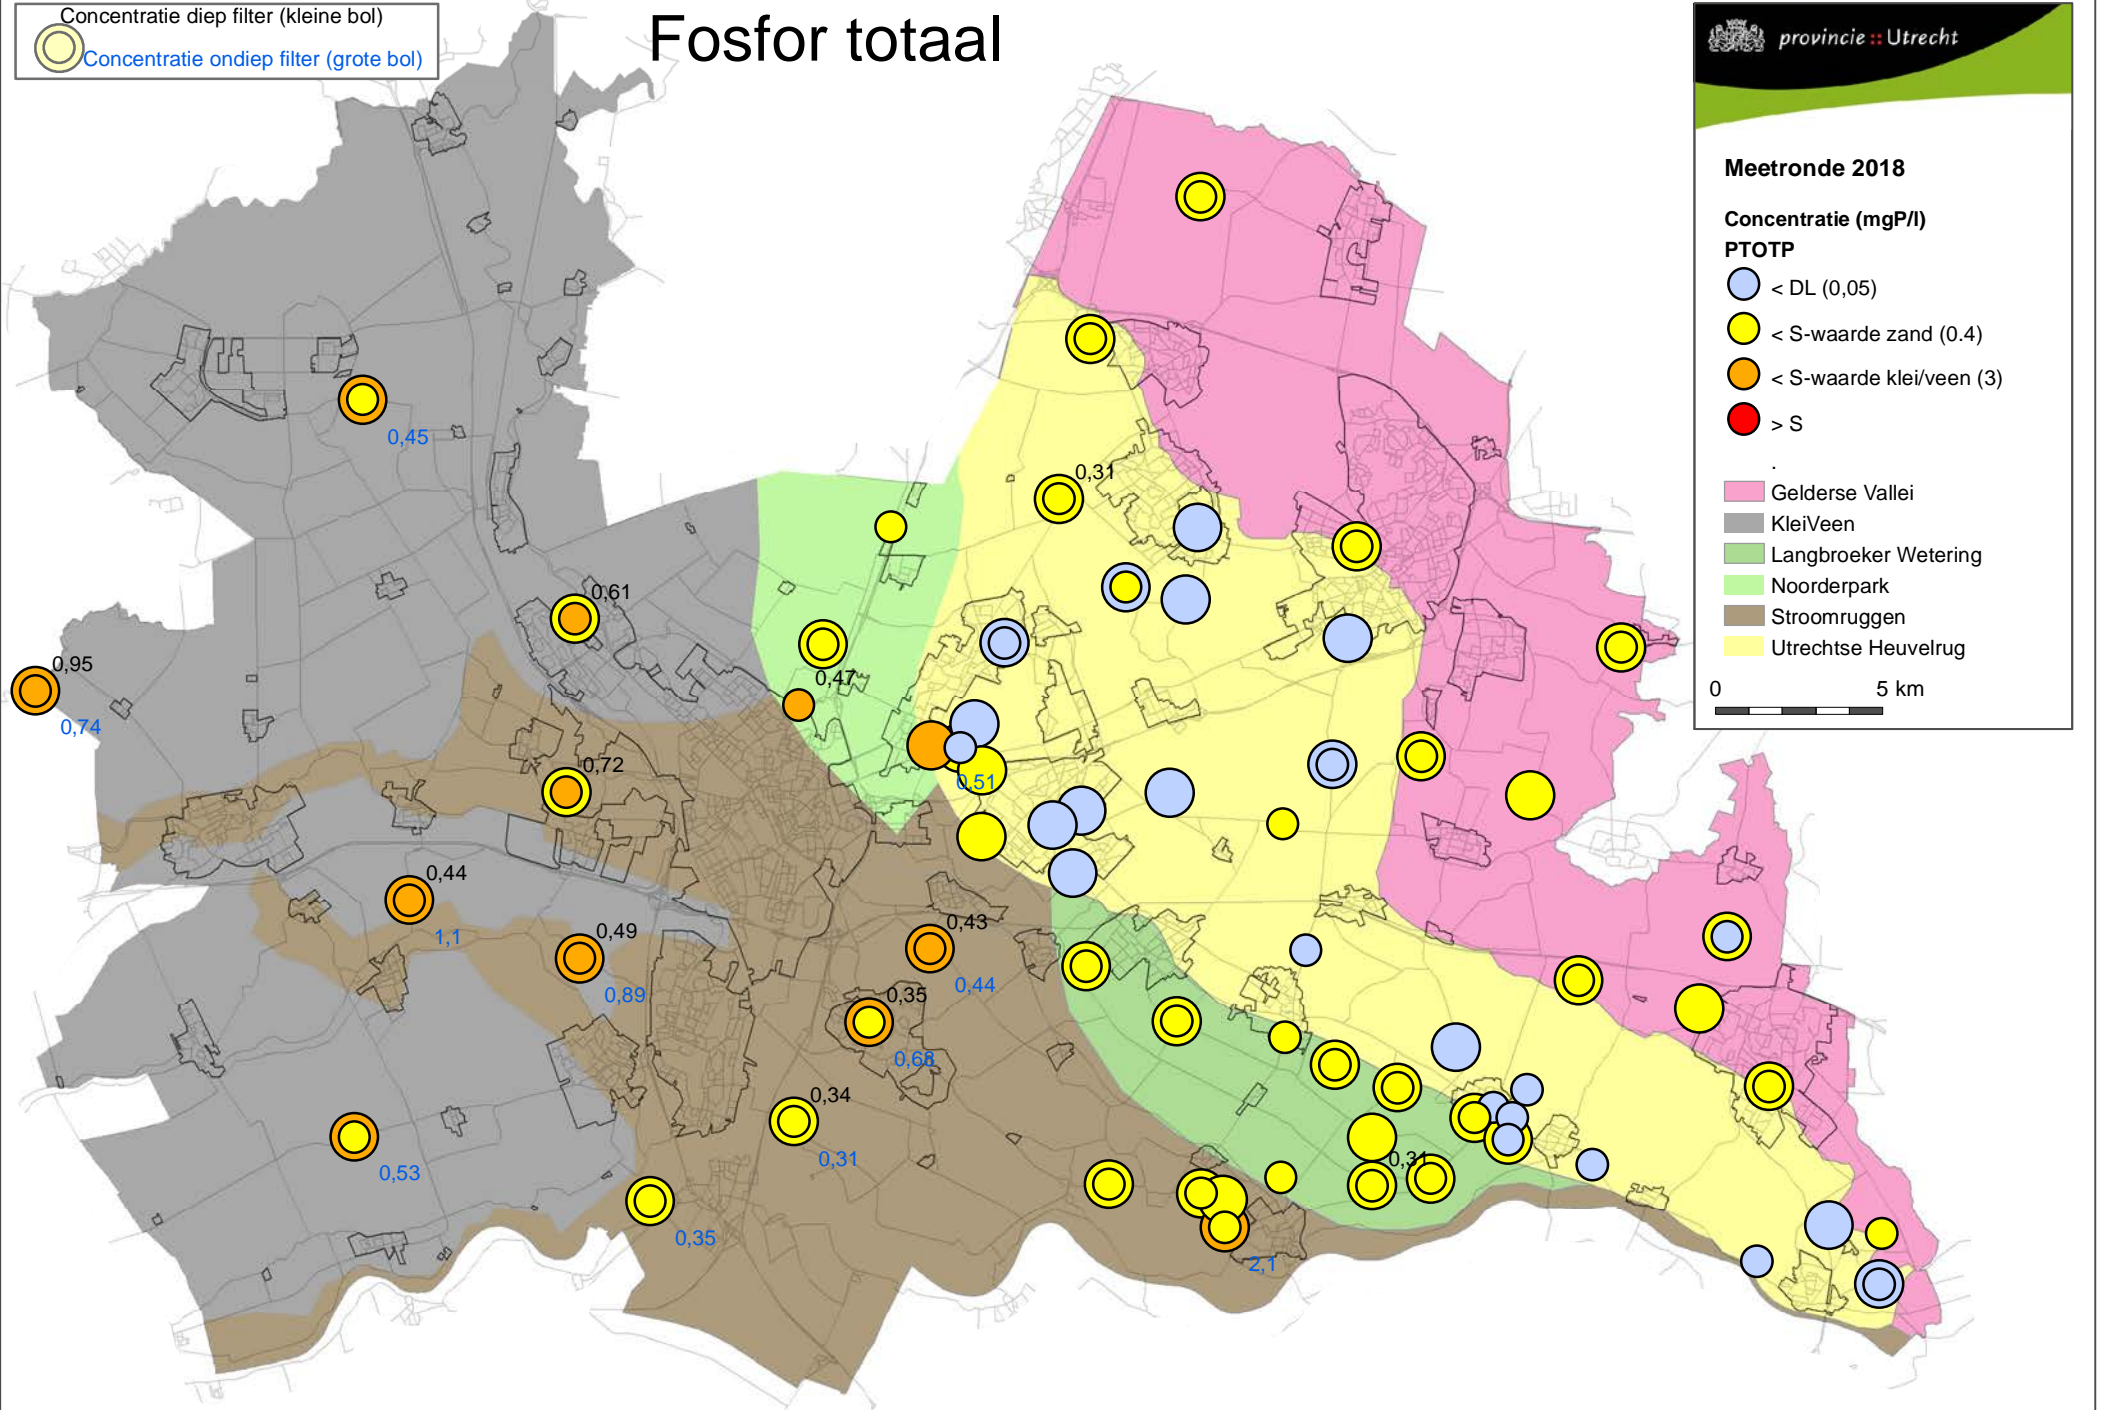 Concentratie diep filter (kleine bol)
Concentratie ondiep filter (grote bol)
Fosfor totaal
provincie :: Utrecht
Meetronde 2018
Concentratie (mgP/l)
PTOTP
< DL (0,05)
< S-waarde zand (0.4)
< S-waarde klei/veen (3)
> S
.
Gelderse Vallei
KleiVeen
Langbroeker Wetering
Noorderpark
Stroomruggen
Utrechtse Heuvelrug
0 5 km
0,45
0,31
0,61
0,95
0,74
0,47
0,72
0.51
0,44
1,1
0,49
0,89
0,43
0,44
0,35
0,68
0,34
0,31
0,53
0,35
0,31
2,1